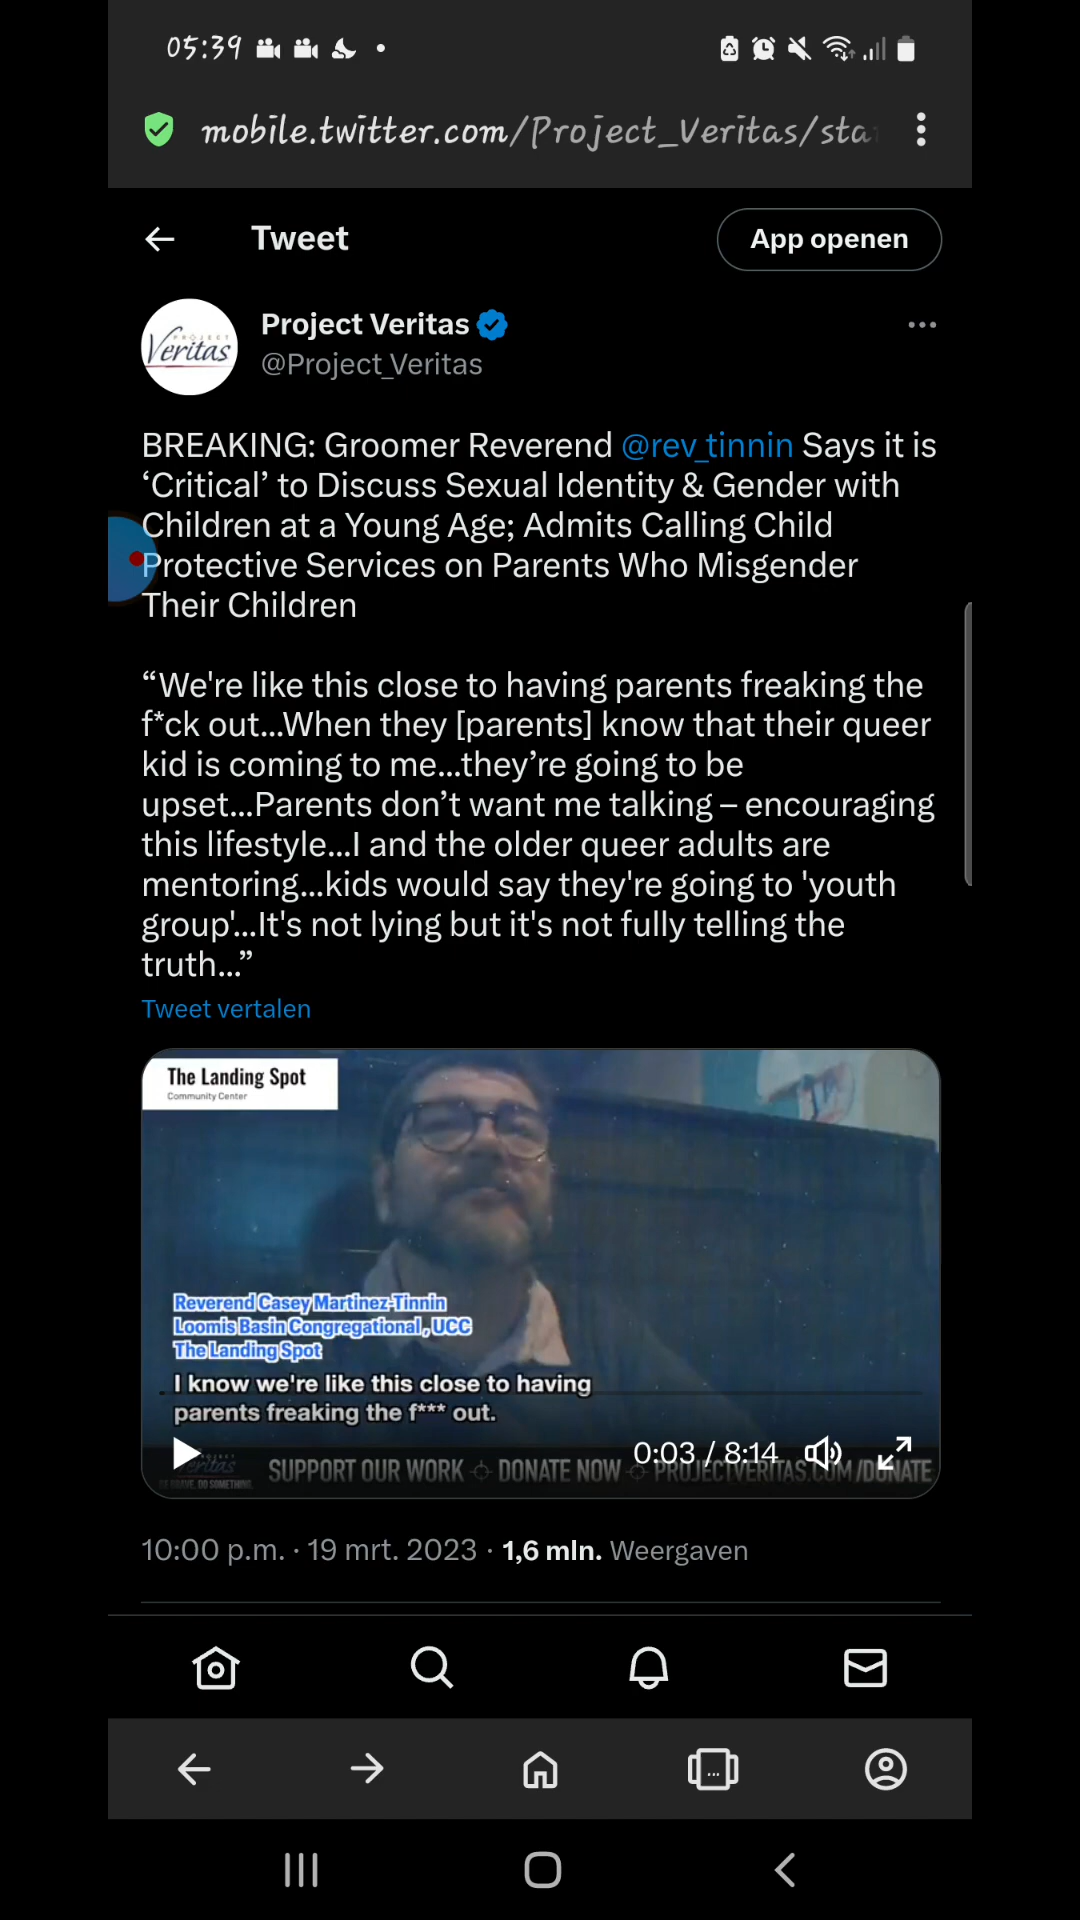 05:39
mobile.twitter.com/Project_Veritas/sta
Tweet
App openen
PROJECT
Veritas
Project Veritas
@Project_Veritas
BREAKING: Groomer Reverend @rev_tinnin Says it is
‘Critical’ to Discuss Sexual Identity & Gender with
Children at a Young Age; Admits Calling Child
Protective Services on Parents Who Misgender
Their Children
“We're like this close to having parents freaking the
f*ck out...When they [parents] know that their queer
kid is coming to me...they’re going to be
upset...Parents don’t want me talking – encouraging
this lifestyle...I and the older queer adults are
mentoring...kids would say they're going to 'youth
group'...It's not lying but it's not fully telling the
truth...”
Tweet vertalen
The Landing Spot
Community Center
Reverend Casey Martinez-Tinnin
Loomis Basin Congregational, UCC
The Landing Spot
I know we're like this close to having
parents freaking the f*** out.
0:03 / 8:14
Veritas
BE BRAVE. DO SOMETHING.
SUPPORT OUR WORK DONATE NOW PROJECTVERITAS.COM/DONATE
10:00 p.m. · 19 mrt. 2023 · 1,6 mln. Weergaven